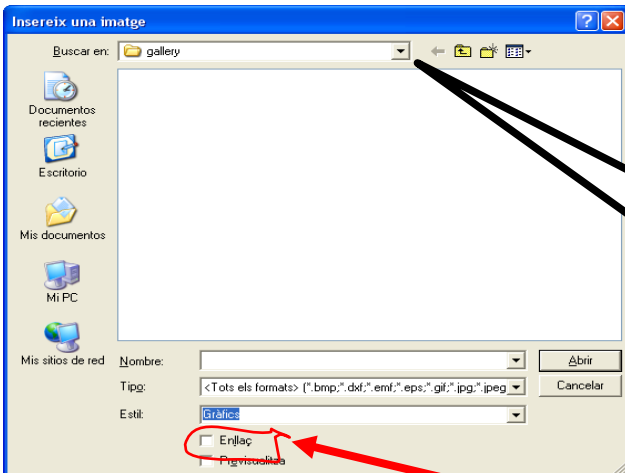 Insereix una imatge
Buscar en: gallery
Documentos
recientes
Escritorio
Mis documentos
Mi PC
Mis sitios de red
Nombre:
Abrir
Tipo: <Tots els formats> (*.bmp;*.dxf;*.emf;*.eps;*.gif;*.jpg;*.jpeg
Cancelar
Estil: Gràfics
Enllaç
Previsualitza